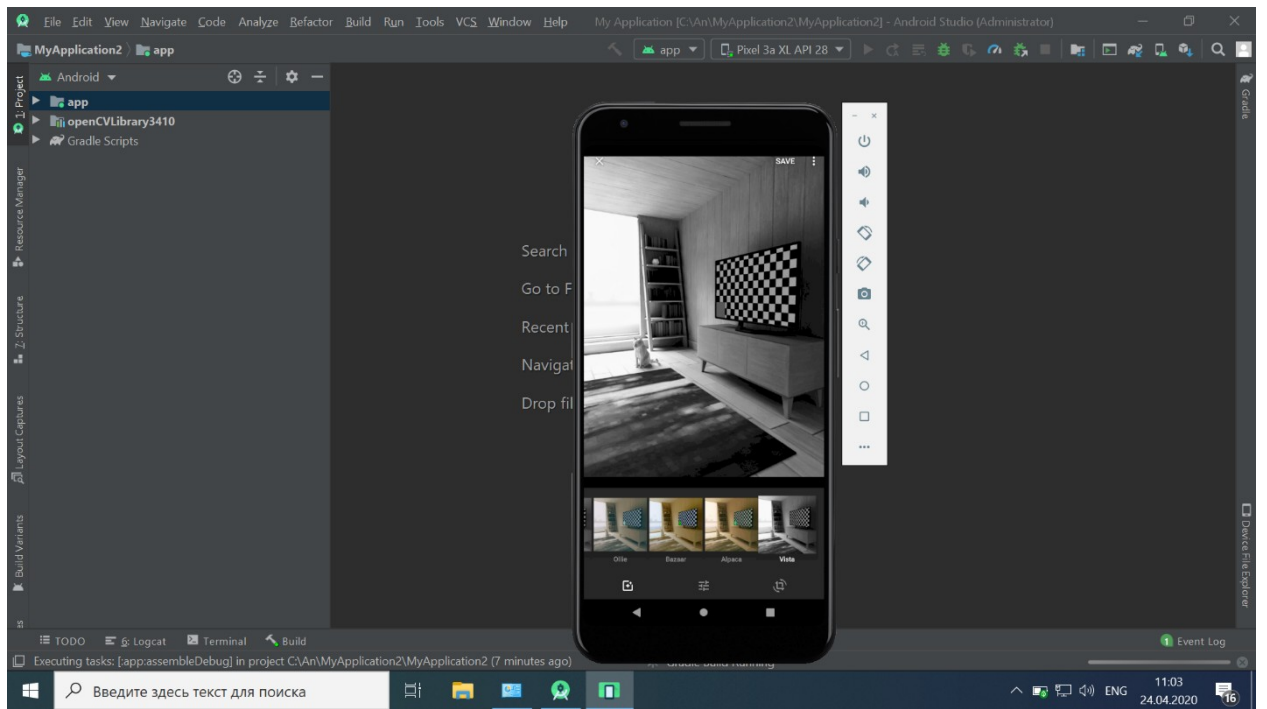 File Edit View Navigate Code Analyze Refactor Build Run Tools VCS Window Help My Application [C:\An\MyApplication2\MyApplication2] - Android Studio (Administrator)
MyApplication2 app
app Pixel 3a XL API 28
1: Project
Resource Manager
Z: Structure
Layout Captures
Build Variants
Android
app
openCVLibrary3410
Gradle Scripts
Search
Go to F
Recent
Navigat
Drop fil
SAVE
Ollie Bazaar Alpaca Vista
Gradle
Device File Explorer
TODO 6: Logcat Terminal Build
1 Event Log
Executing tasks: [:app:assembleDebug] in project C:\An\MyApplication2\MyApplication2 (7 minutes ago)
Gradle Build Running
Введите здесь текст для поиска
ENG
11:03
24.04.2020
16